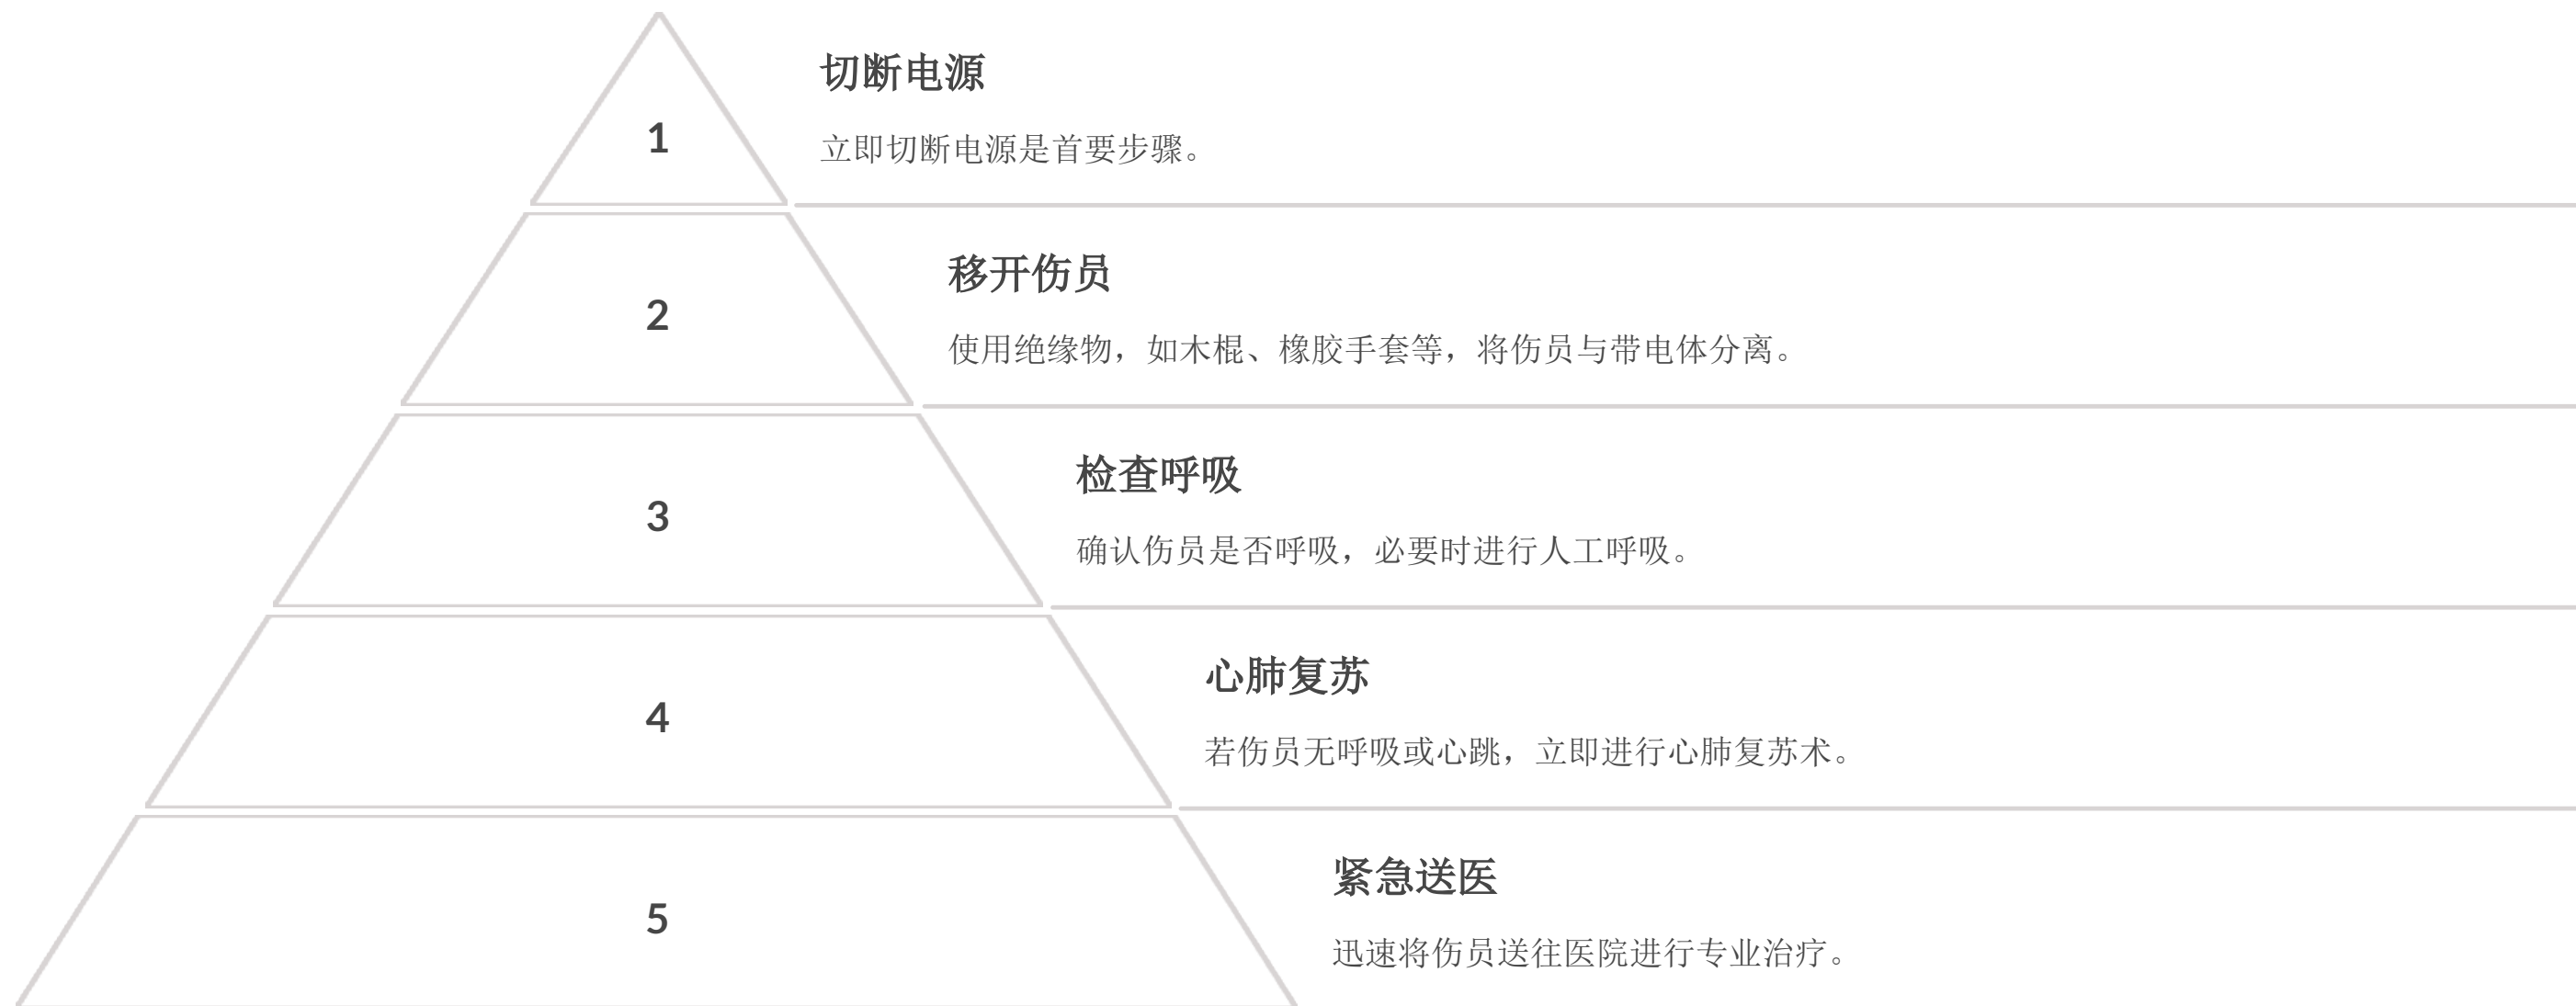 1
切断电源
立即切断电源是首要步骤。
2
移开伤员
使用绝缘物，如木棍、橡胶手套等，将伤员与带电体分离。
3
检查呼吸
确认伤员是否呼吸，必要时进行人工呼吸。
4
心肺复苏
若伤员无呼吸或心跳，立即进行心肺复苏术。
5
紧急送医
迅速将伤员送往医院进行专业治疗。